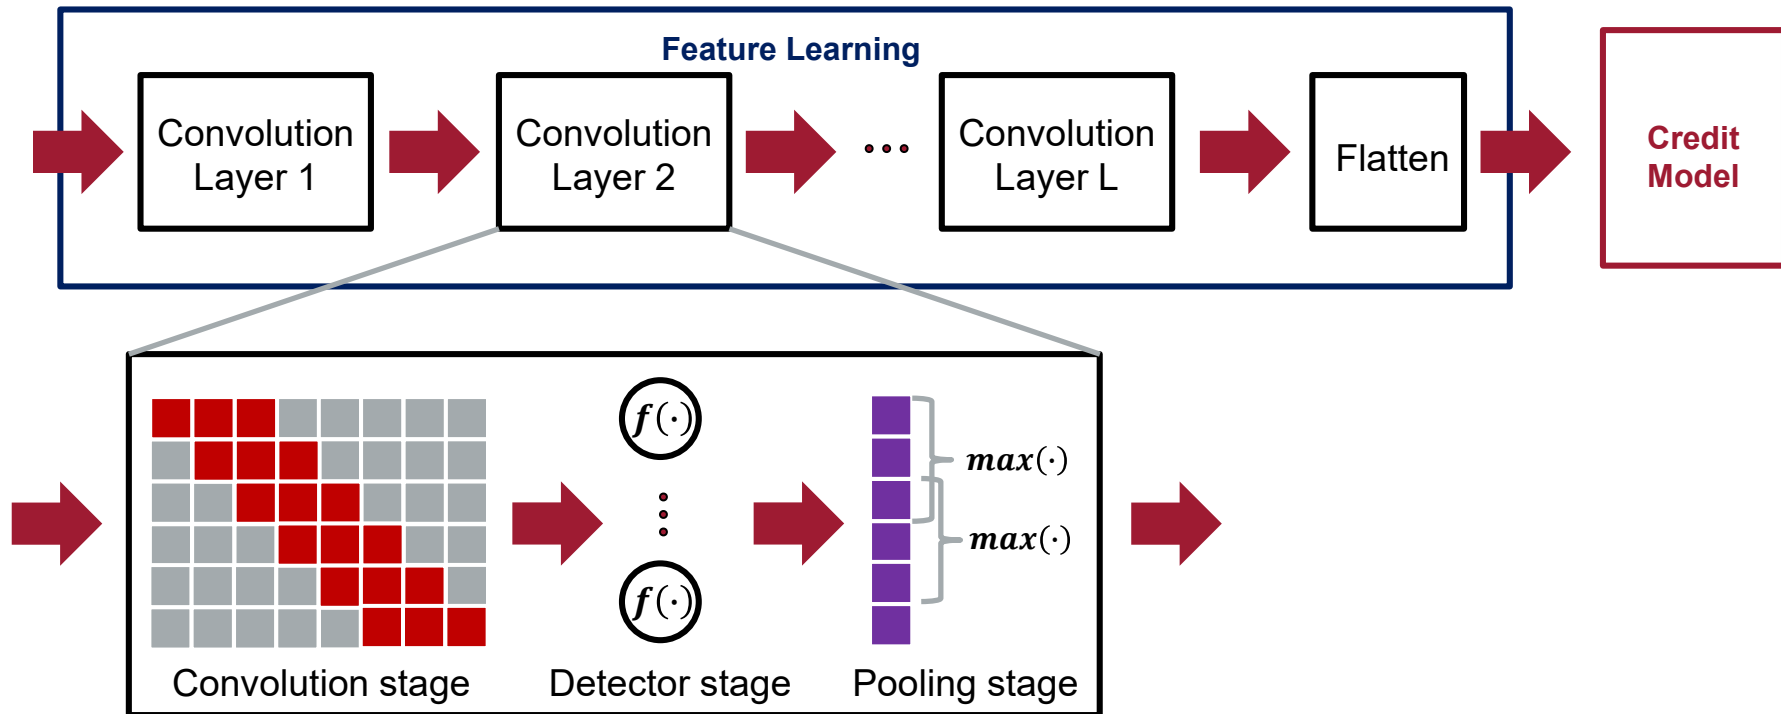 Feature Learning
Convolution
Layer 1
Convolution
Layer 2
Convolution
Layer L
Flatten
Credit
Model
f(·)
f(·)
max(·)
max(·)
Convolution stage
Detector stage
Pooling stage